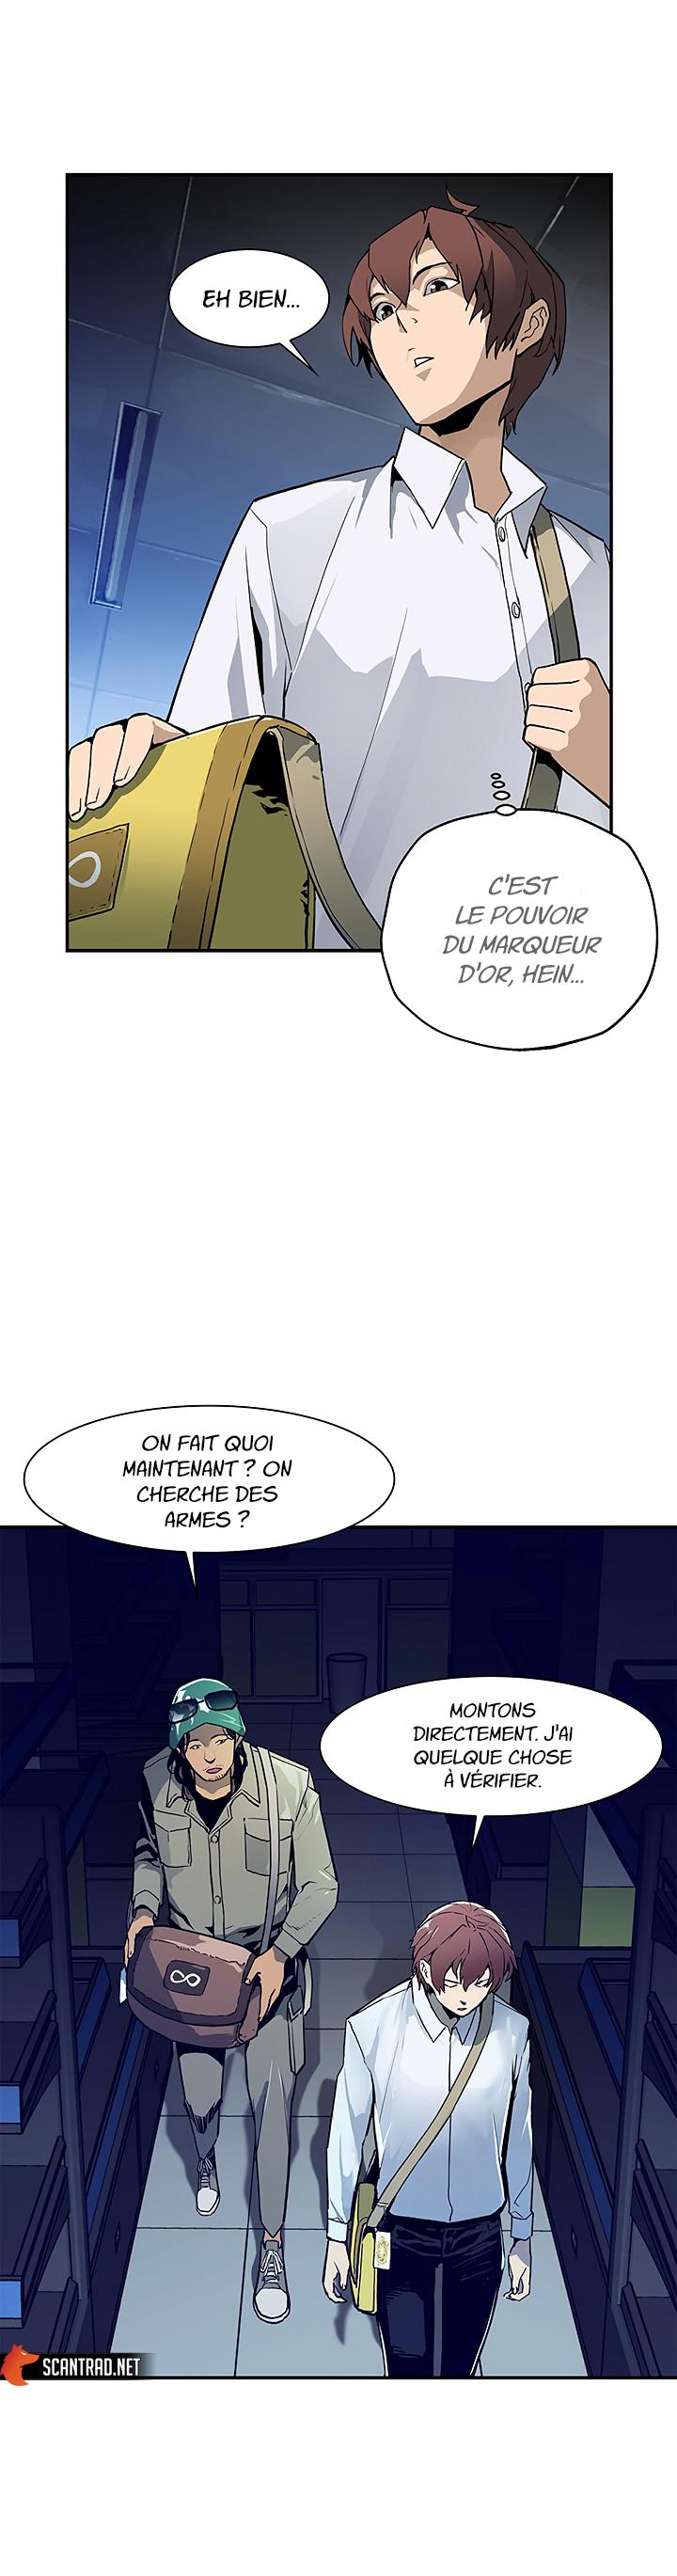 EH BIEN...
C'EST
LE POUVOIR
DU MARQUEUR
D'OR, HEIN...
ON FAIT QUOI
MAINTENANT ? ON
CHERCHE DES
ARMES ?
MONTONS
DIRECTEMENT. J'AI
QUELQUE CHOSE
À VÉRIFIER.
SCANTRAD.NET